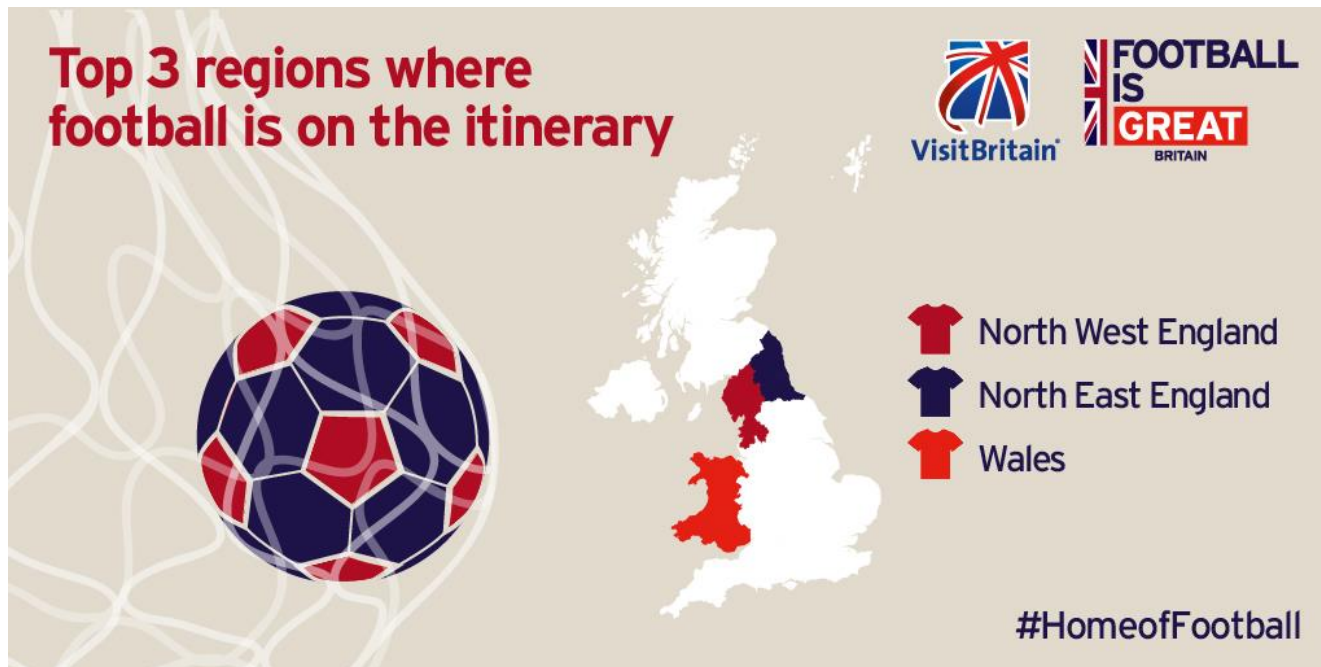 Top 3 regions where
football is on the itinerary
VisitBritain®
FOOTBALL
IS
GREAT
BRITAIN
North West England
North East England
Wales
#HomeofFootball